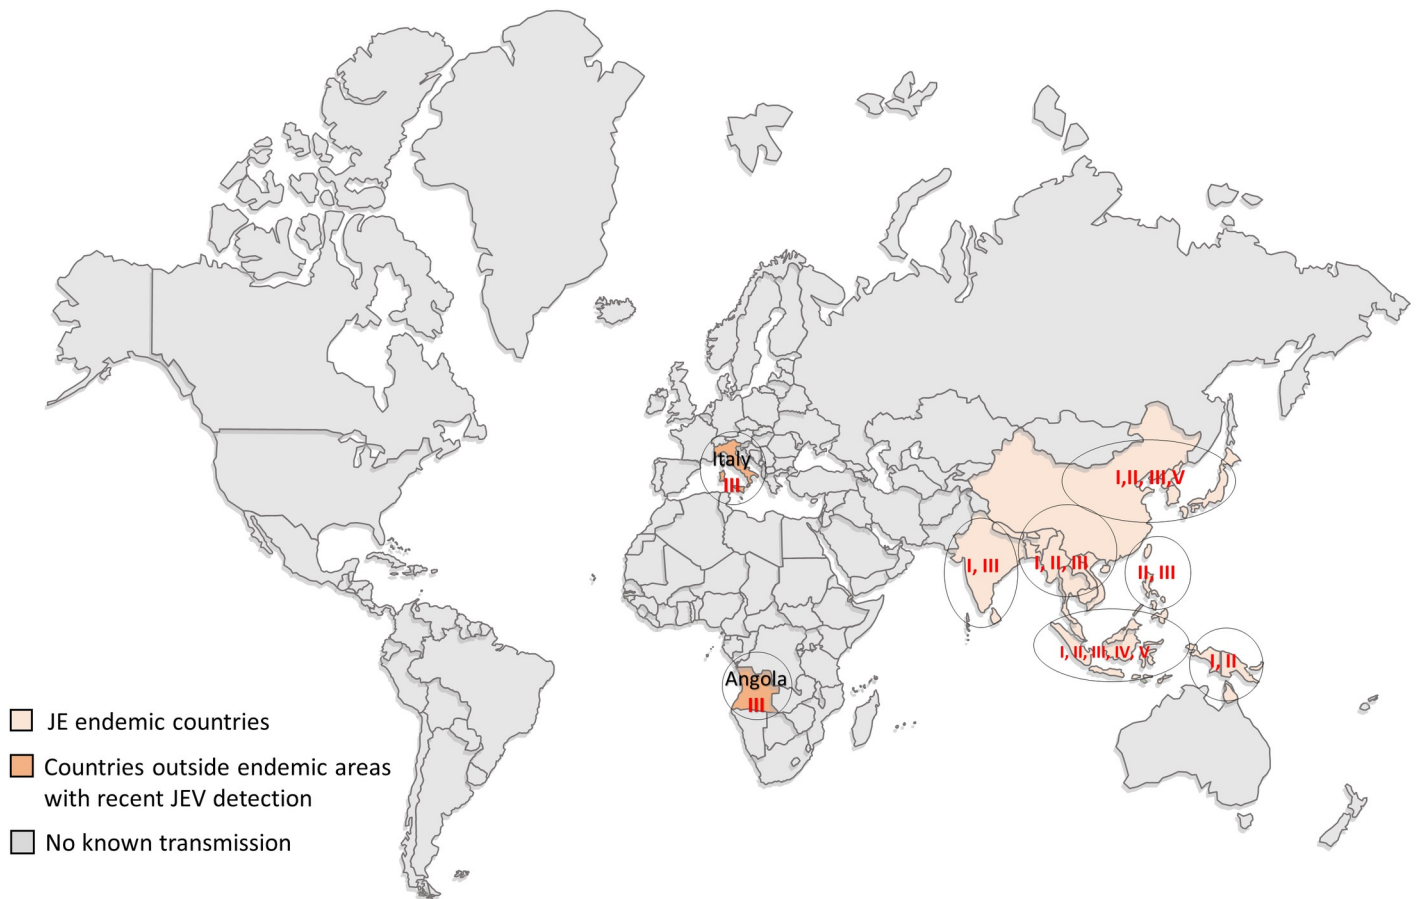 Italy
III
I,II, III,V
I, III
I, II, III
II, III
I, II, III, IV, V
I, II
Angola
III
JE endemic countries
Countries outside endemic areas
with recent JEV detection
No known transmission